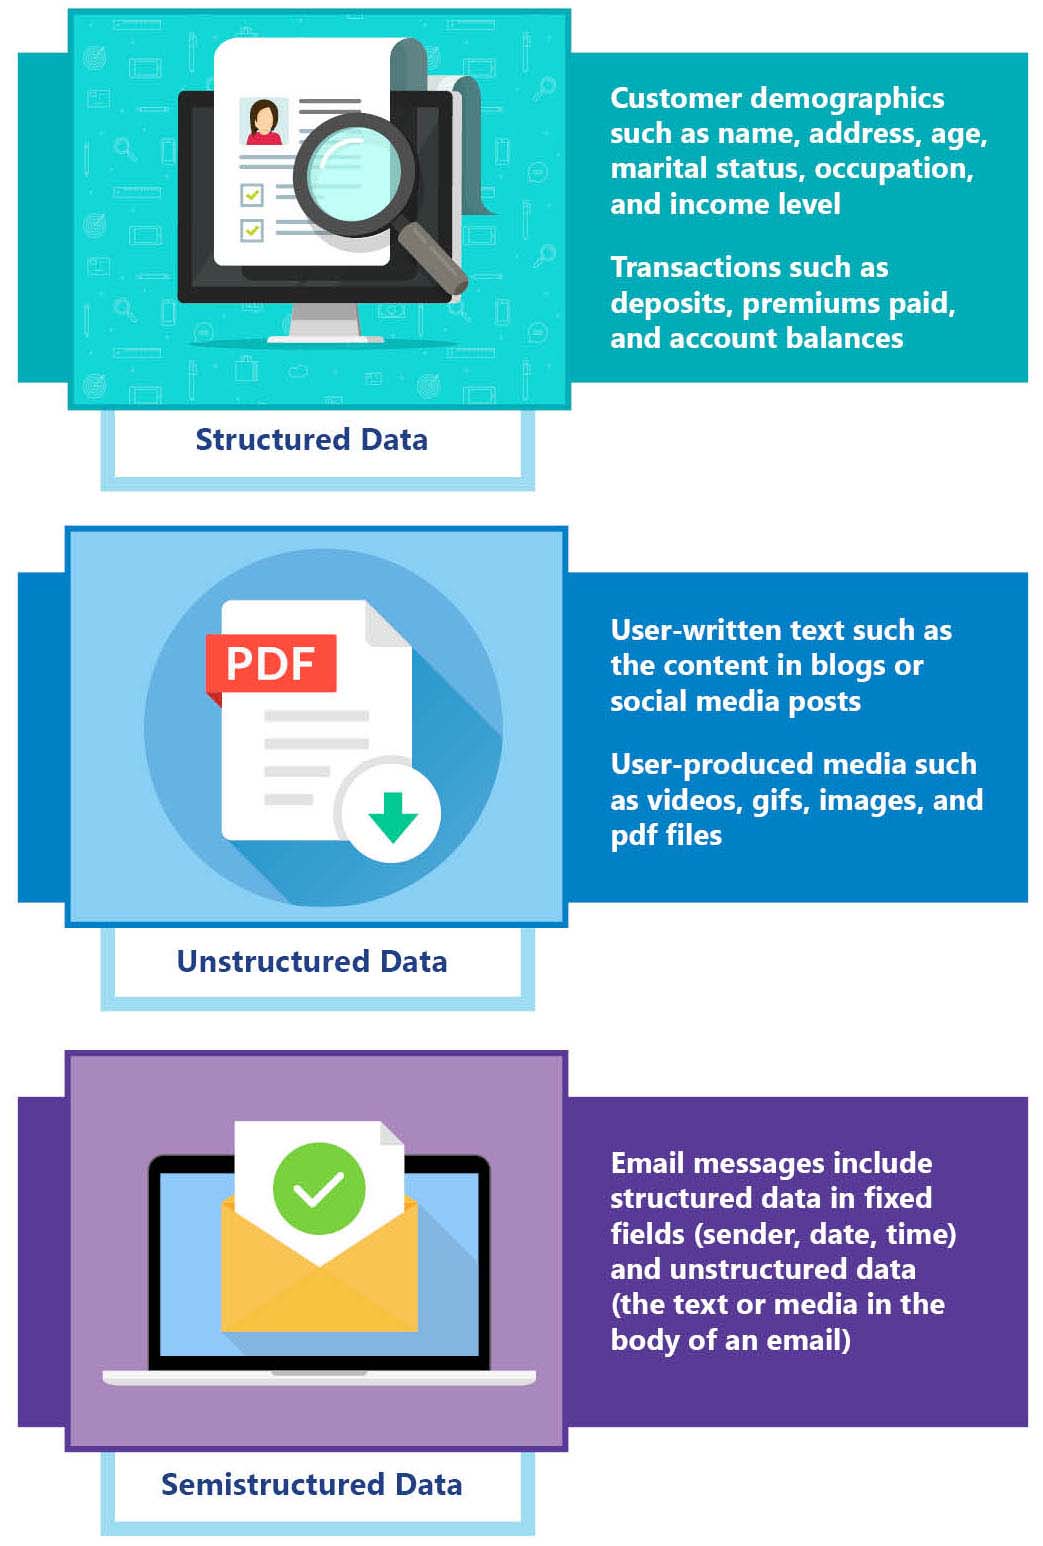 Customer demographics
such as name, address, age,
marital status, occupation,
and income level
Transactions such as
deposits, premiums paid,
and account balances
Structured Data
PDF
User-written text such as
the content in blogs or
social media posts
User-produced media such
as videos, gifs, images, and
pdf files
Unstructured Data
Email messages include
structured data in fixed
fields (sender, date, time)
and unstructured data
(the text or media in the
body of an email)
Semistructured Data